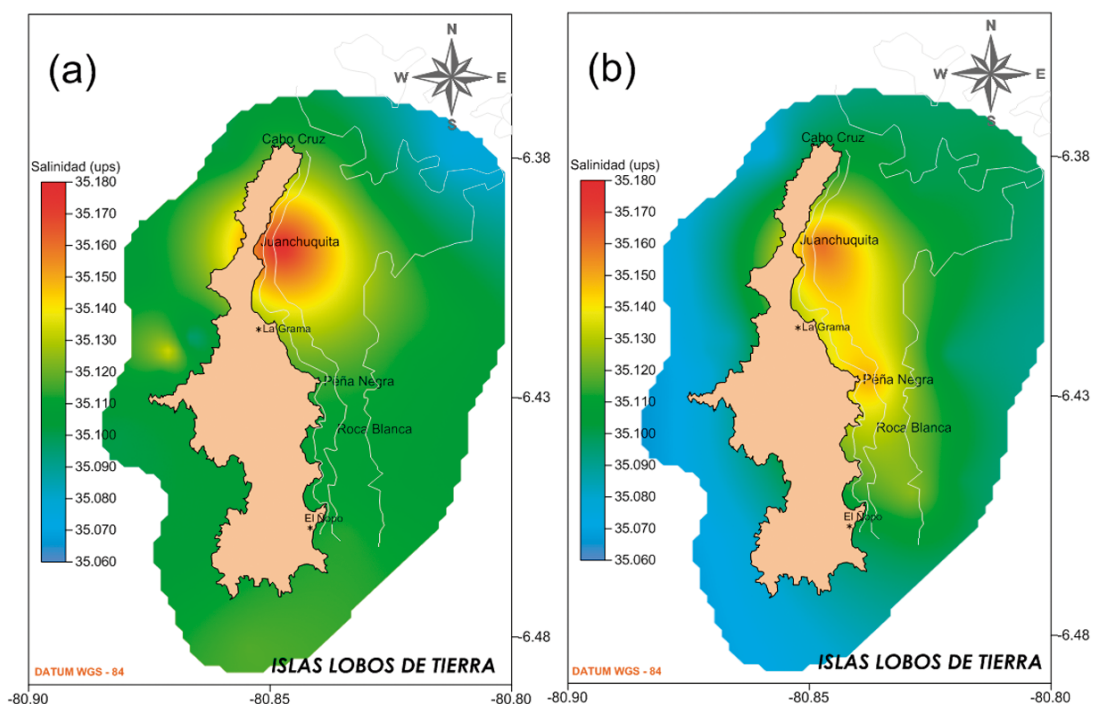 (a)
N
W
E
S
Cabo Cruz
Salinidad (ups)
35.180
35.170
35.160
35.150
35.140
35.130
35.120
35.110
35.100
35.090
35.080
35.070
35.060
Juanchuquita
*La Grama
Peña Negra
Roca Blanca
El Ñopo
*
DATUM WGS - 84
ISLAS LOBOS DE TIERRA
-80.90
-80.85
-80.80
-6.38
-6.43
-6.48
(b)
N
W
E
S
Cabo Cruz
Salinidad (ups)
35.180
35.170
35.160
35.150
35.140
35.130
35.120
35.110
35.100
35.090
35.080
35.070
35.060
Juanchuquita
*La Grama
Peña Negra
Roca Blanca
El Ñopo
*
DATUM WGS - 84
ISLAS LOBOS DE TIERRA
-80.90
-80.85
-80.80
-6.38
-6.43
-6.48